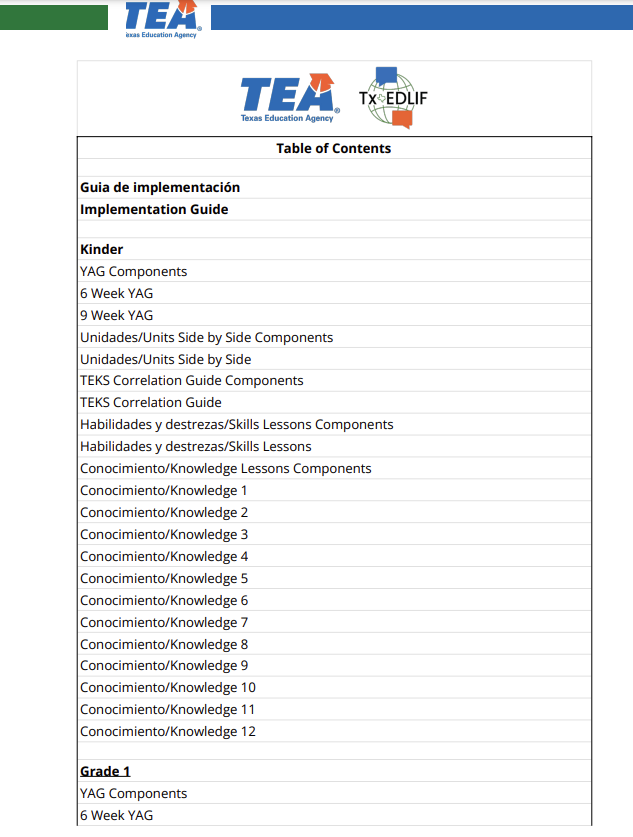 TEA
exas Education Agency
TEA
Texas Education Agency
Tx EDLIF
Table of Contents
Guia de implementación
Implementation Guide
Kinder
YAG Components
6 Week YAG
9 Week YAG
Unidades/Units Side by Side Components
Unidades/Units Side by Side
TEKS Correlation Guide Components
TEKS Correlation Guide
Habilidades y destrezas/Skills Lessons Components
Habilidades y destrezas/Skills Lessons
Conocimiento/Knowledge Lessons Components
Conocimiento/Knowledge 1
Conocimiento/Knowledge 2
Conocimiento/Knowledge 3
Conocimiento/Knowledge 4
Conocimiento/Knowledge 5
Conocimiento/Knowledge 6
Conocimiento/Knowledge 7
Conocimiento/Knowledge 8
Conocimiento/Knowledge 9
Conocimiento/Knowledge 10
Conocimiento/Knowledge 11
Conocimiento/Knowledge 12
Grade 1
YAG Components
6 Week YAG